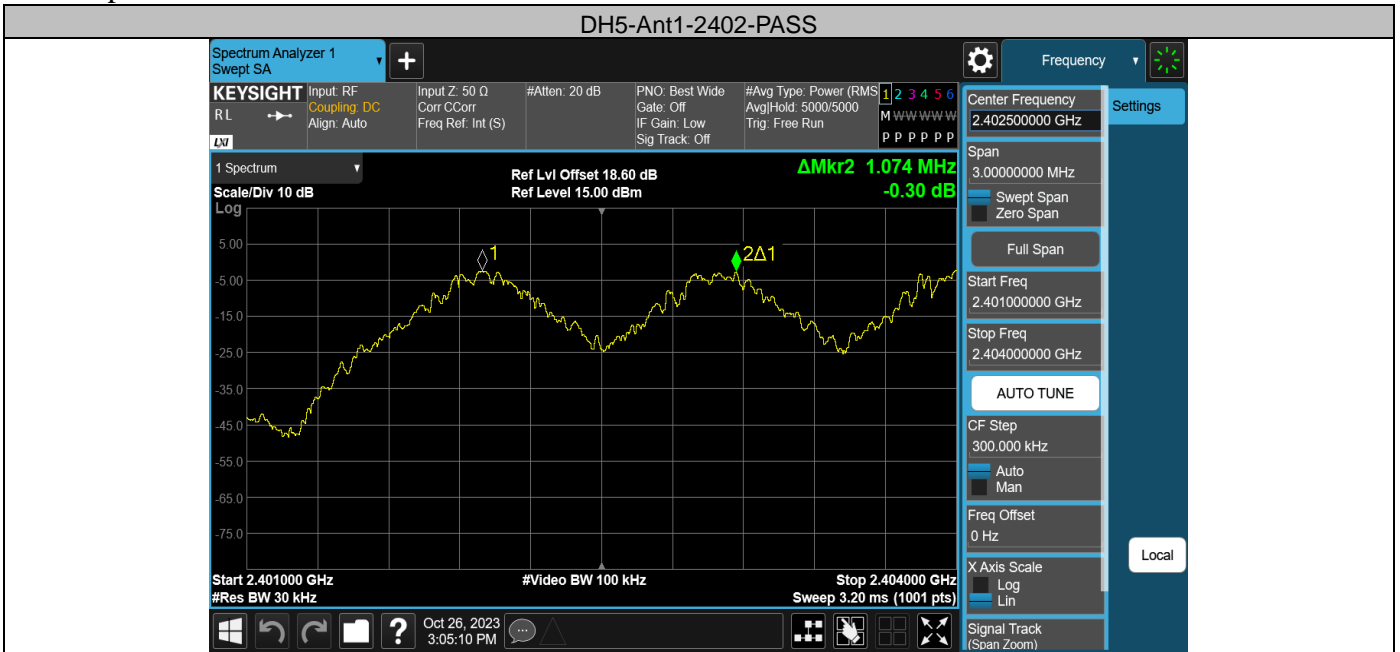 DH5-Ant1-2402-PASS
Spectrum Analyzer 1
Swept SA
+
Frequency
KEYSIGHT
RL
LXI
Input: RF
Coupling: DC
Align: Auto
Input Z: 50 Ω
Corr CCorr
Freq Ref: Int (S)
#Atten: 20 dB
PNO: Best Wide
Gate: Off
IF Gain: Low
Sig Track: Off
#Avg Type: Power (RMS
Avg|Hold: 5000/5000
Trig: Free Run
1 2 3 4 5 6
M W W W W W
P P P P P P
1 Spectrum
Scale/Div 10 dB
Log
Ref Lvl Offset 18.60 dB
Ref Level 15.00 dBm
ΔMkr2 1.074 MHz
-0.30 dB
1
2Δ1
5.00
-5.00
-15.0
-25.0
-35.0
-45.0
-55.0
-65.0
-75.0
Start 2.401000 GHz
#Res BW 30 kHz
#Video BW 100 kHz
Stop 2.404000 GHz
Sweep 3.20 ms (1001 pts)
Center Frequency
2.402500000 GHz
Span
3.00000000 MHz
Swept Span
Zero Span
Full Span
Start Freq
2.401000000 GHz
Stop Freq
2.404000000 GHz
AUTO TUNE
CF Step
300.000 kHz
Auto
Man
Freq Offset
0 Hz
X Axis Scale
Log
Lin
Signal Track
(Span Zoom)
Settings
Local
?
Oct 26, 2023
3:05:10 PM